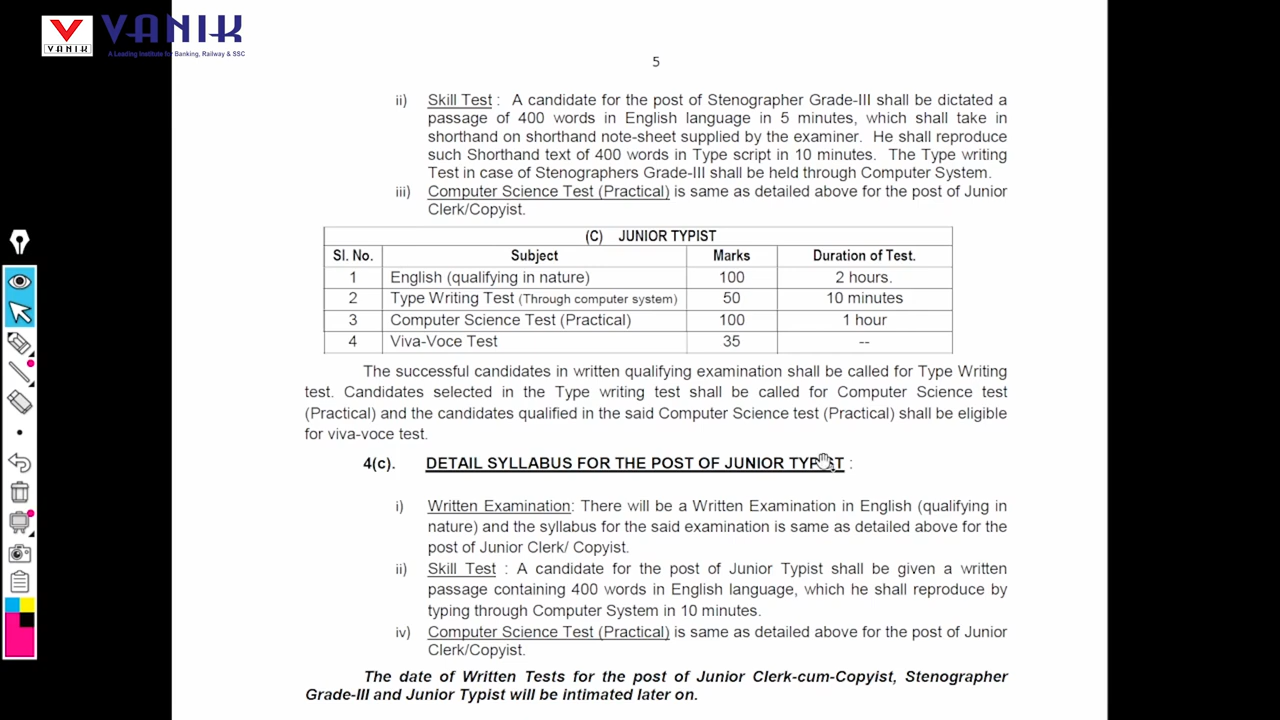 VANIK
VANIK
A Leading Institute for Banking, Railway & SSC
5
ii) Skill Test : A candidate for the post of Stenographer Grade-III shall be dictated a
passage of 400 words in English language in 5 minutes, which shall take in
shorthand on shorthand note-sheet supplied by the examiner. He shall reproduce
such Shorthand text of 400 words in Type script in 10 minutes. The Type writing
Test in case of Stenographers Grade-III shall be held through Computer System.
iii) Computer Science Test (Practical) is same as detailed above for the post of Junior
Clerk/Copyist.
(C) JUNIOR TYPIST
Sl. No. Subject Marks Duration of Test.
1 English (qualifying in nature) 100 2 hours.
2 Type Writing Test (Through computer system) 50 10 minutes
3 Computer Science Test (Practical) 100 1 hour
4 Viva-Voce Test 35 --
The successful candidates in written qualifying examination shall be called for Type Writing
test. Candidates selected in the Type writing test shall be called for Computer Science test
(Practical) and the candidates qualified in the said Computer Science test (Practical) shall be eligible
for viva-voce test.
4(c). DETAIL SYLLABUS FOR THE POST OF JUNIOR TYPIST :
i) Written Examination: There will be a Written Examination in English (qualifying in
nature) and the syllabus for the said examination is same as detailed above for the
post of Junior Clerk/ Copyist.
ii) Skill Test : A candidate for the post of Junior Typist shall be given a written
passage containing 400 words in English language, which he shall reproduce by
typing through Computer System in 10 minutes.
iv) Computer Science Test (Practical) is same as detailed above for the post of Junior
Clerk/Copyist.
The date of Written Tests for the post of Junior Clerk-cum-Copyist, Stenographer
Grade-III and Junior Typist will be intimated later on.